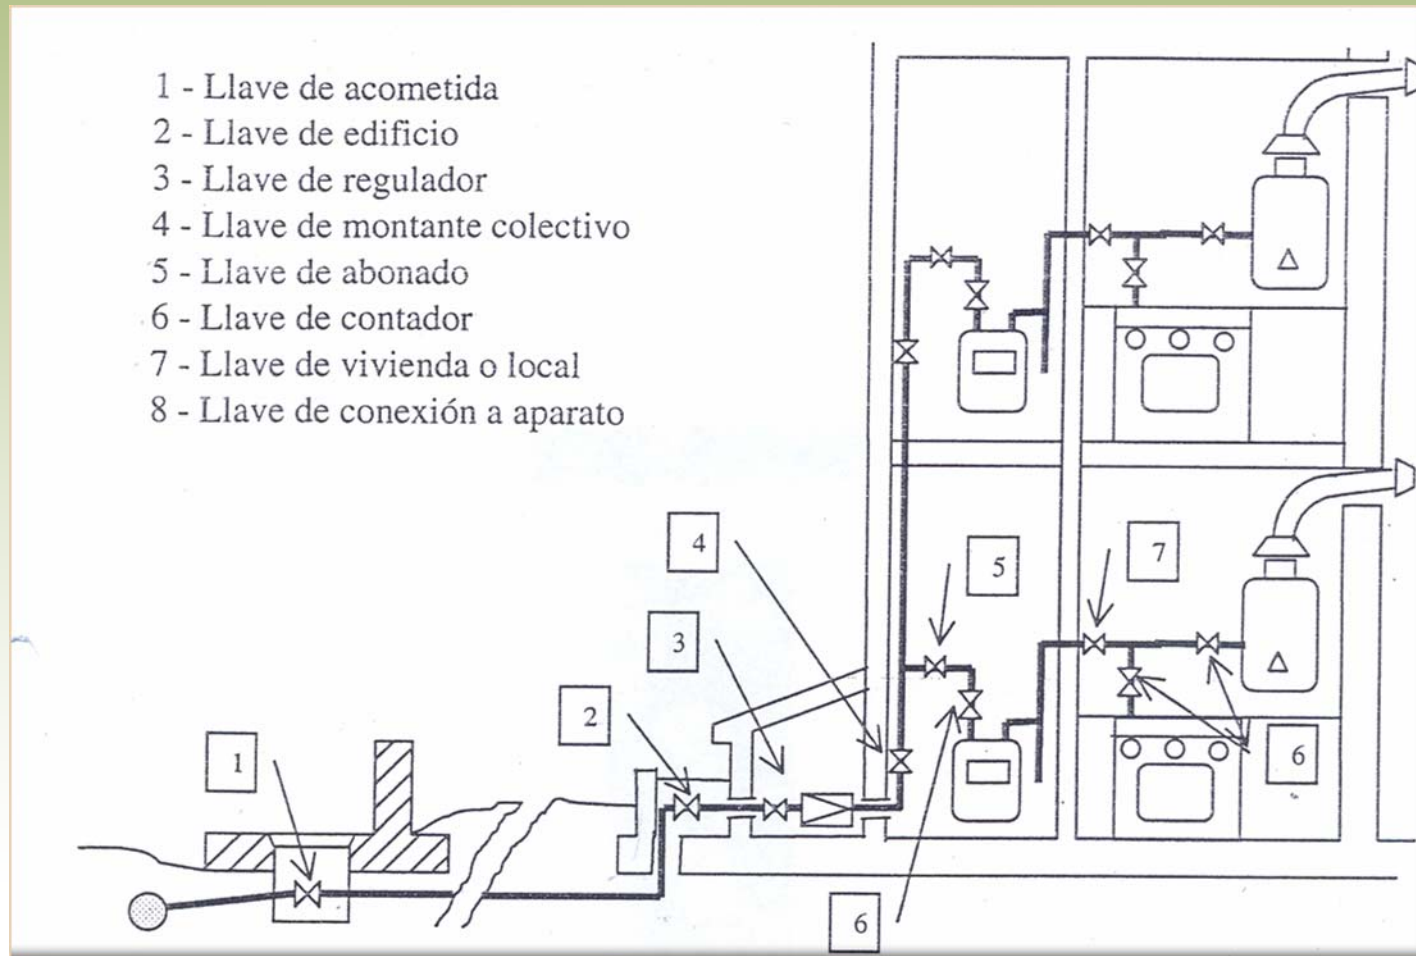 1 - Llave de acometida
2 - Llave de edificio
3 - Llave de regulador
4 - Llave de montante colectivo
5 - Llave de abonado
6 - Llave de contador
7 - Llave de vivienda o local
8 - Llave de conexión a aparato
4
5
7
3
2
1
6
6